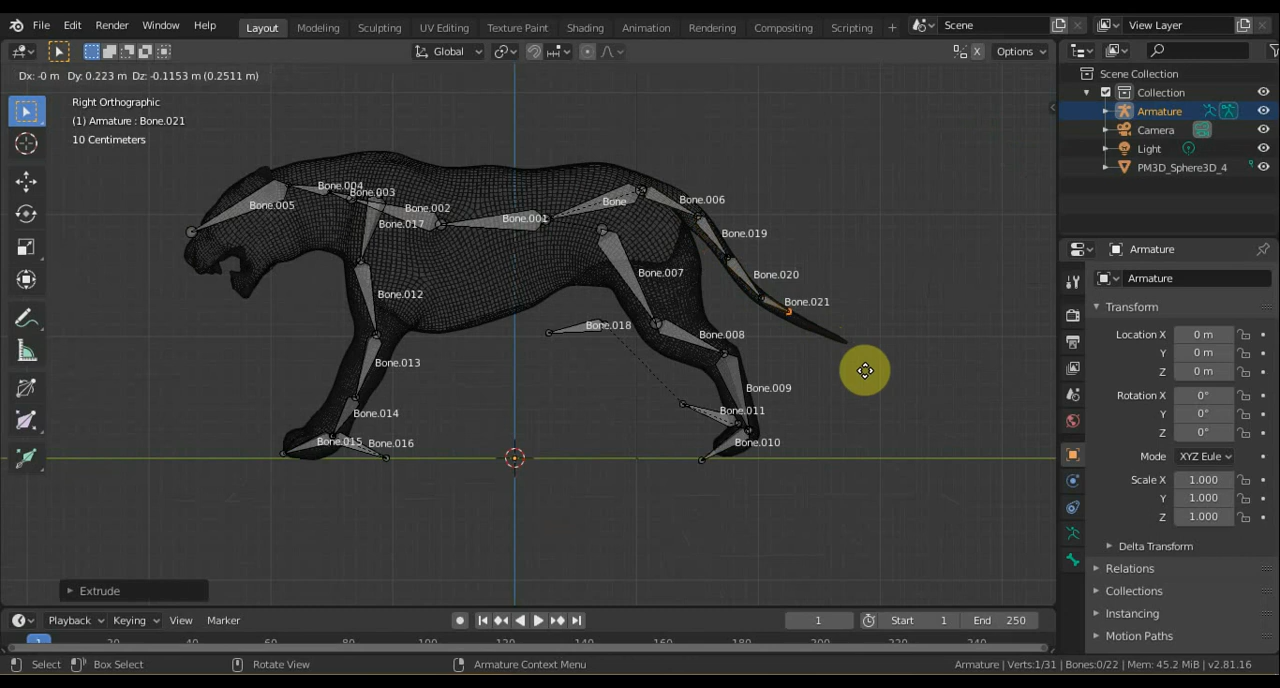 File Edit Render Window Help Layout Modeling Sculpting UV Editing Texture Paint Shading Animation Rendering Compositing Scripting + Scene View Layer
Global Options
Dx: -0 m Dy: 0.223 m Dz: -0.1153 m (0.2511 m)
Right Orthographic
(1) Armature : Bone.021
10 Centimeters
Bone.004
Bone.003
Bone.005
Bone.002
Bone.017
Bone.001
Bone
Bone.006
Bone.019
Bone.007
Bone.020
Bone.012
Bone.021
Bone.018
Bone.008
Bone.013
Bone.009
Bone.014
Bone.011
Bone.015
Bone.016
Bone.010
Extrude
Scene Collection
Collection
Armature
Camera
Light
PM3D_Sphere3D_4
Armature
Armature
Transform
Location X 0 m
Y 0 m
Z 0 m
Rotation X 0°
Y 0°
Z 0°
Mode XYZ Eule
Scale X 1.000
Y 1.000
Z 1.000
Delta Transform
Relations
Collections
Instancing
Motion Paths
Playback Keying View Marker 1 Start 1 End 250
1
Select Box Select Rotate View Armature Context Menu Armature | Verts:1/31 | Bones:0/22 | Mem: 45.2 MiB | v2.81.16